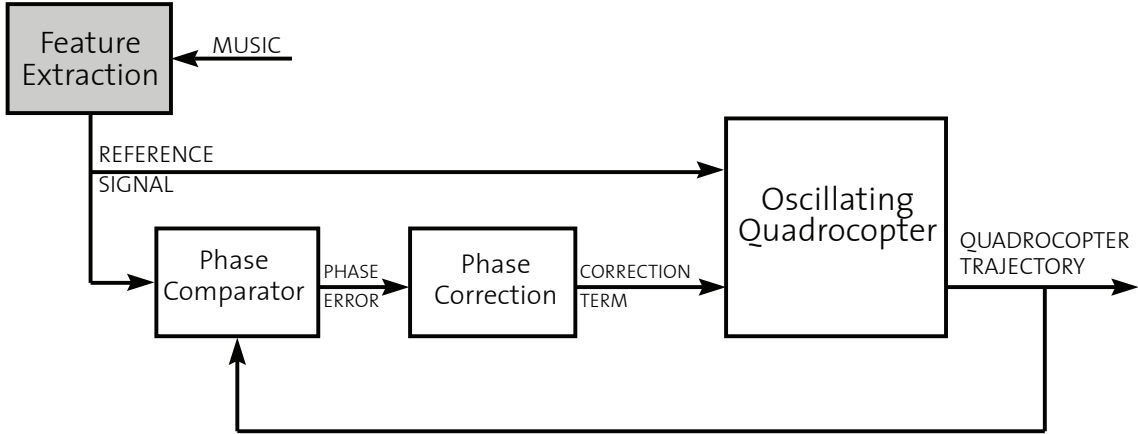 Feature
Extraction
MUSIC
REFERENCE
SIGNAL
Oscillating
Quadrocopter
QUADROCOPTER
TRAJECTORY
Phase
Comparator
PHASE
ERROR
Phase
Correction
CORRECTION
TERM